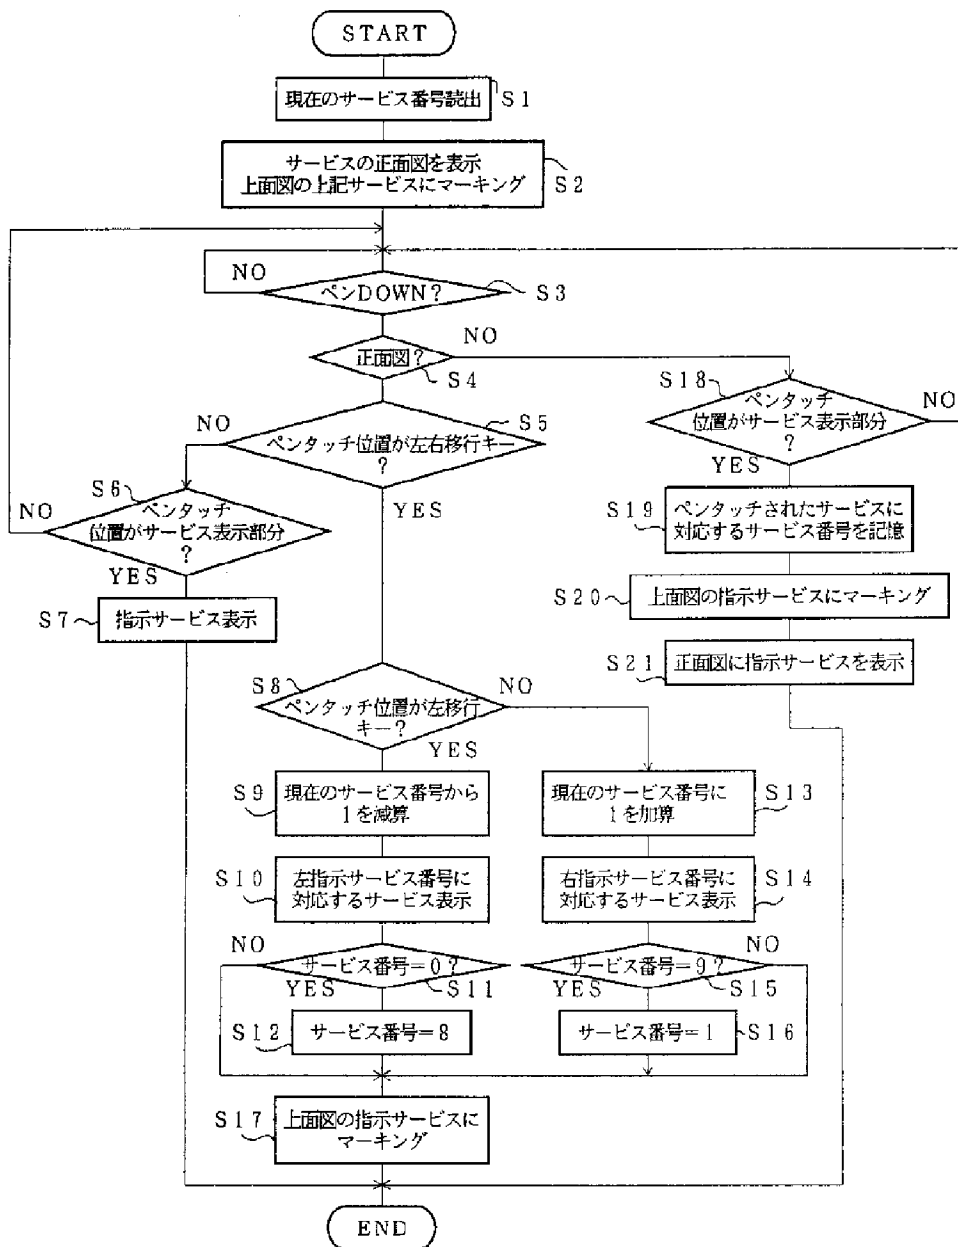 START
現在のサービス番号読出
S1
サービスの正面図を表示
上面図の上記サービスにマーキング
S2
NO
ペンDOWN?
S3
正面図?
NO
S4
S18
ペンタッチ
位置がサービス表示部分
?
NO
YES
NO
S5
ペンタッチ位置が左右移行キー
?
YES
S6
ペンタッチ
位置がサービス表示部分
?
NO
YES
S19
ペンタッチされたサービスに
対応するサービス番号を記憶
S7
指示サービス表示
S20
上面図の指示サービスにマーキング
S21
正面図に指示サービスを表示
S8
ペンタッチ位置が左移行
キー?
NO
YES
S9
現在のサービス番号から
1を減算
現在のサービス番号に
1を加算
S13
S10
左指示サービス番号に
対応するサービス表示
右指示サービス番号に
対応するサービス表示
S14
NO
サービス番号=0?
YES
S11
サービス番号=9?
NO
YES
S15
S12
サービス番号=8
サービス番号=1
S16
S17
上面図の指示サービスに
マーキング
END